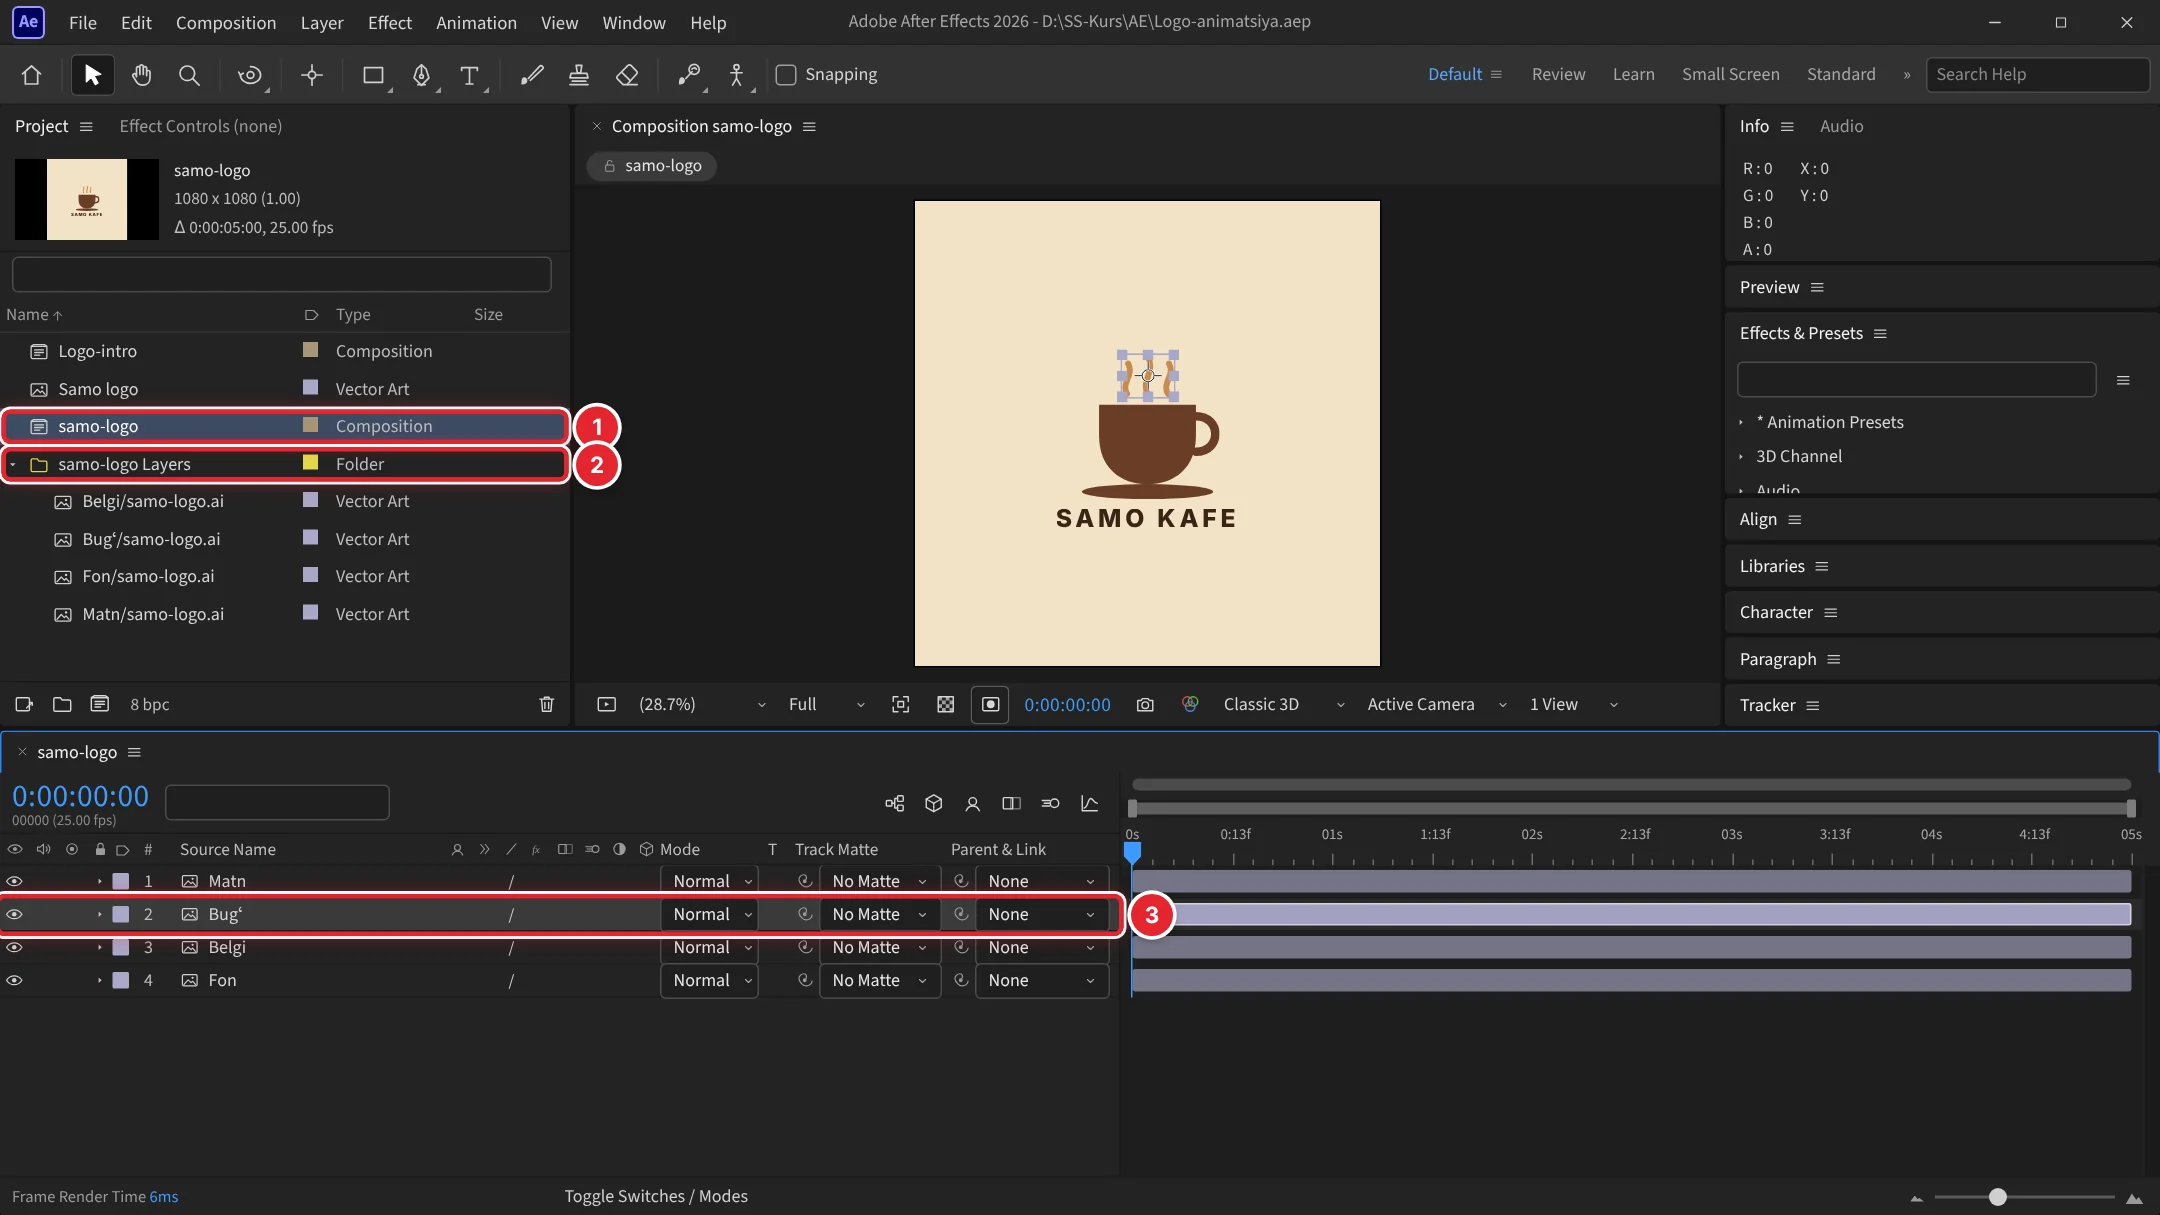 Ae File Edit Composition Layer Effect Animation View Window Help Adobe After Effects 2026 - D:\SS-Kurs\AE\Logo-animatsiya.aep
Snapping Default Review Learn Small Screen Standard » Search Help
Project Effect Controls (none)
samo-logo
1080 x 1080 (1.00)
Δ 0:00:05:00, 25.00 fps
SAMO KAFE
Name Type Size
Logo-intro Composition
Samo logo Vector Art
samo-logo Composition 1
samo-logo Layers Folder 2
Belgi/samo-logo.ai Vector Art
Bugʻ/samo-logo.ai Vector Art
Fon/samo-logo.ai Vector Art
Matn/samo-logo.ai Vector Art
8 bpc
Composition samo-logo
samo-logo
SAMO KAFE
(28.7%) Full 0:00:00:00 Classic 3D Active Camera 1 View
Info Audio
R : 0 X : 0
G : 0 Y : 0
B : 0
A : 0
Preview
Effects & Presets
* Animation Presets
3D Channel
Audio
Align
Libraries
Character
Paragraph
Tracker
samo-logo
0:00:00:00
00000 (25.00 fps)
# Source Name fx Mode T Track Matte Parent & Link
0s 0:13f 01s 1:13f 02s 2:13f 03s 3:13f 04s 4:13f 05s
1 Matn / Normal No Matte None
2 Bugʻ / Normal No Matte None 3
3 Belgi / Normal No Matte None
4 Fon / Normal No Matte None
Frame Render Time 6ms Toggle Switches / Modes